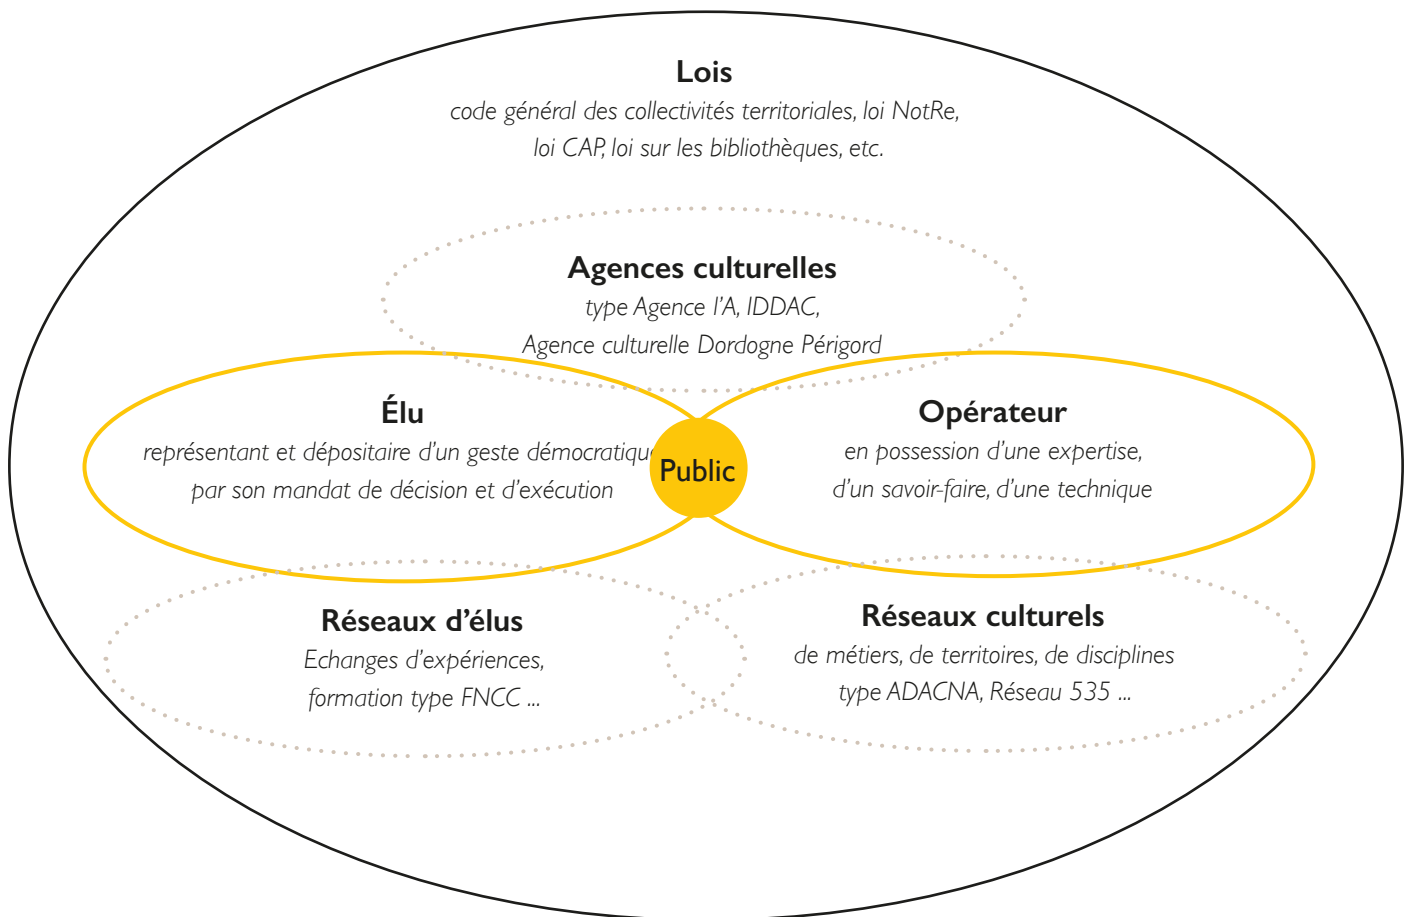 Lois
code général des collectivités territoriales, loi NotRe,
loi CAP, loi sur les bibliothèques, etc.
Agences culturelles
type Agence l'A, IDDAC,
Agence culturelle Dordogne Périgord
Élu
représentant et dépositaire d'un geste démocratique
par son mandat de décision et d'exécution
Public
Opérateur
en possession d'une expertise,
d'un savoir-faire, d'une technique
Réseaux d'élus
Echanges d'expériences,
formation type FNCC ...
Réseaux culturels
de métiers, de territoires, de disciplines
type ADACNA, Réseau 535 ...